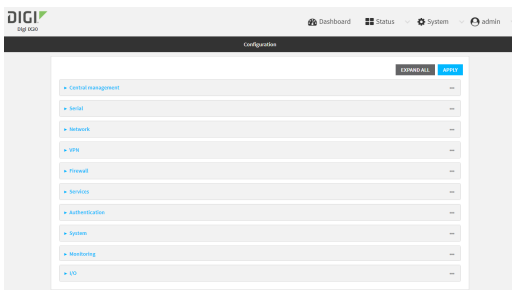 DIGI
Digi IX20
Dashboard
Status
System
admin
Configuration
EXPAND ALL
APPLY
Central management
Serial
Network
VPN
Firewall
Services
Authentication
System
Monitoring
I/O